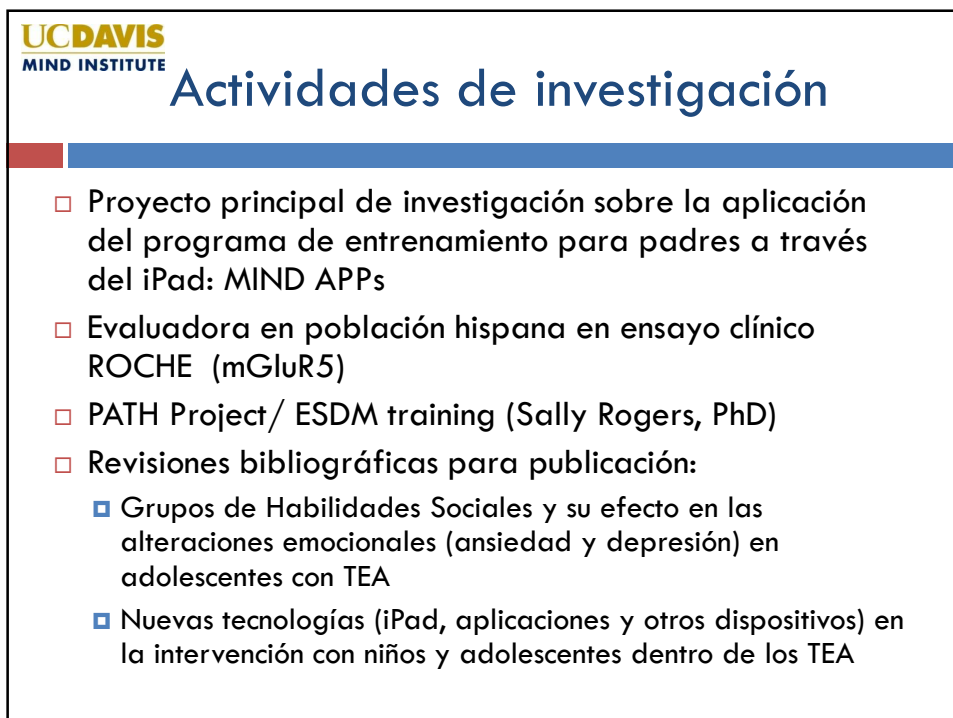 UCDAVIS
MIND INSTITUTE
Actividades de investigación
Proyecto principal de investigación sobre la aplicación
del programa de entrenamiento para padres a través
del iPad: MIND APPs
Evaluadora en población hispana en ensayo clínico
ROCHE (mGluR5)
PATH Project/ ESDM training (Sally Rogers, PhD)
Revisiones bibliográficas para publicación:
Grupos de Habilidades Sociales y su efecto en las
alteraciones emocionales (ansiedad y depresión) en
adolescentes con TEA
Nuevas tecnologías (iPad, aplicaciones y otros dispositivos) en
la intervención con niños y adolescentes dentro de los TEA